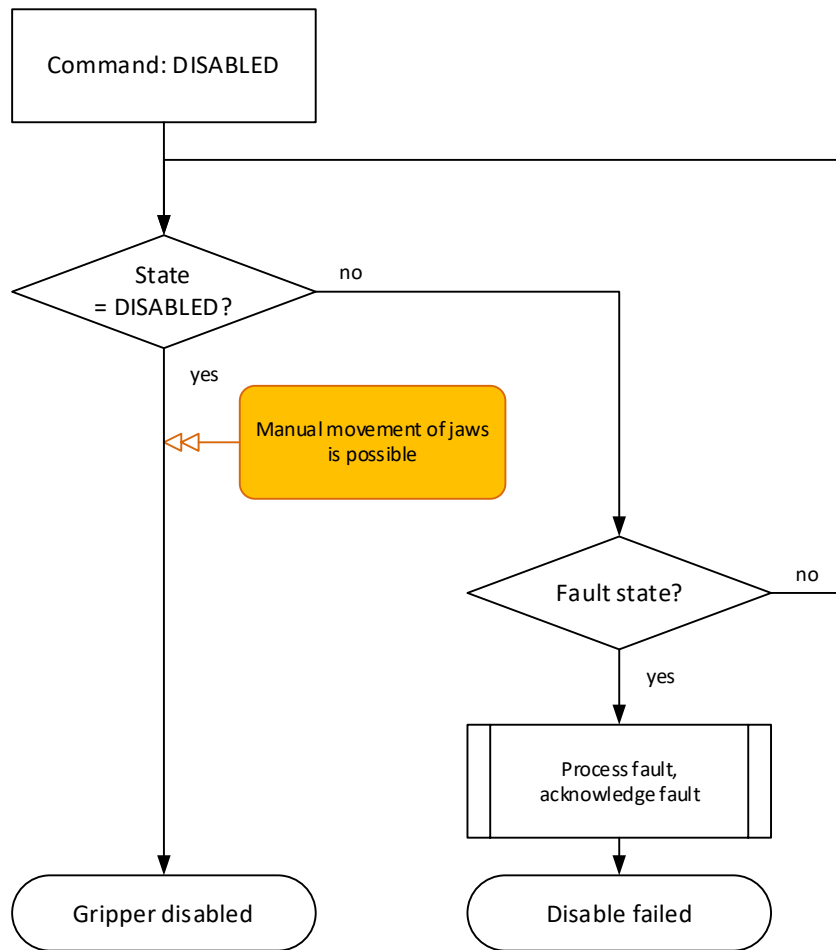 Command: DISABLED
State
= DISABLED?
no
yes
Manual movement of jaws
is possible
Fault state?
no
yes
Process fault,
acknowledge fault
Gripper disabled
Disable failed